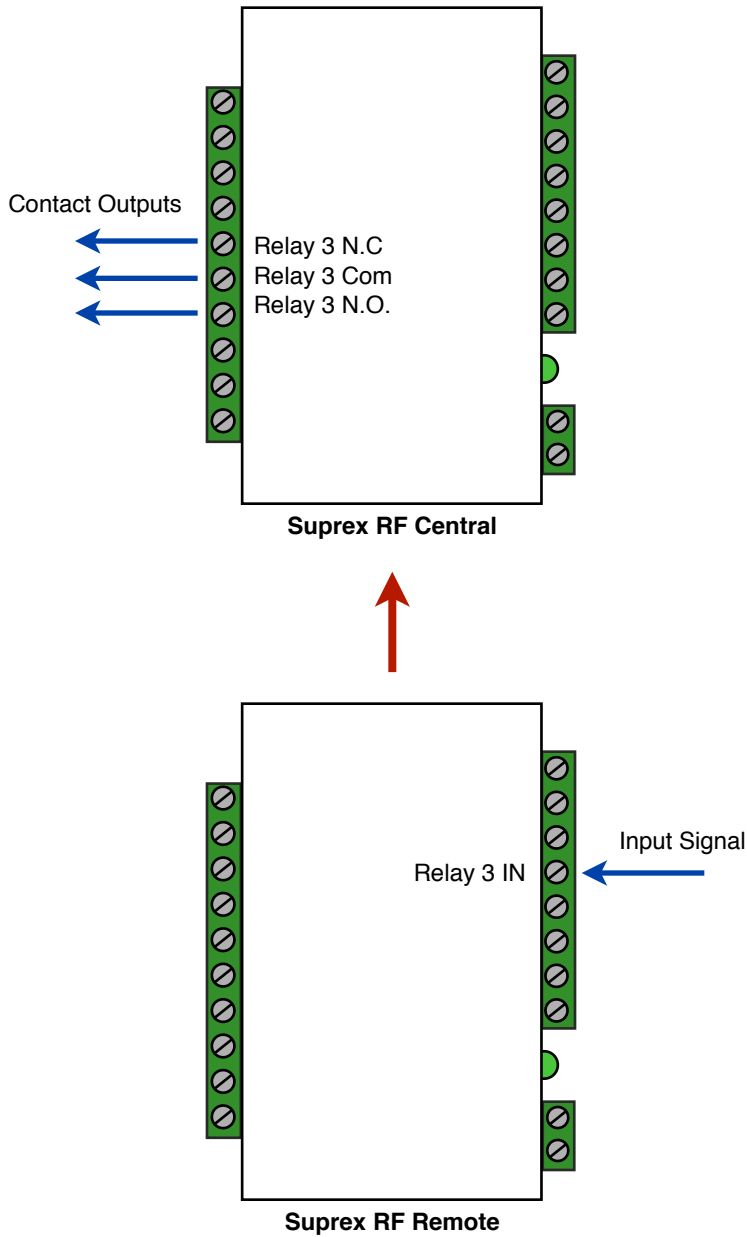 Contact Outputs
Relay 3 N.C
Relay 3 Com
Relay 3 N.O.
Suprex RF Central
Input Signal
Relay 3 IN
Suprex RF Remote